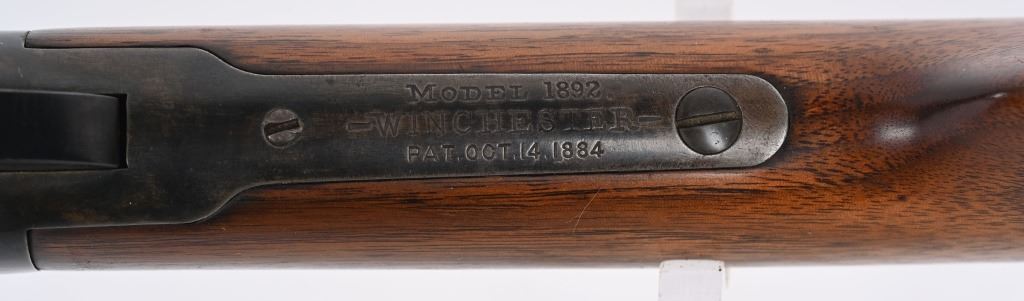 MODEL 1892
-WINCHESTER-
PAT. OCT. 14. 1884